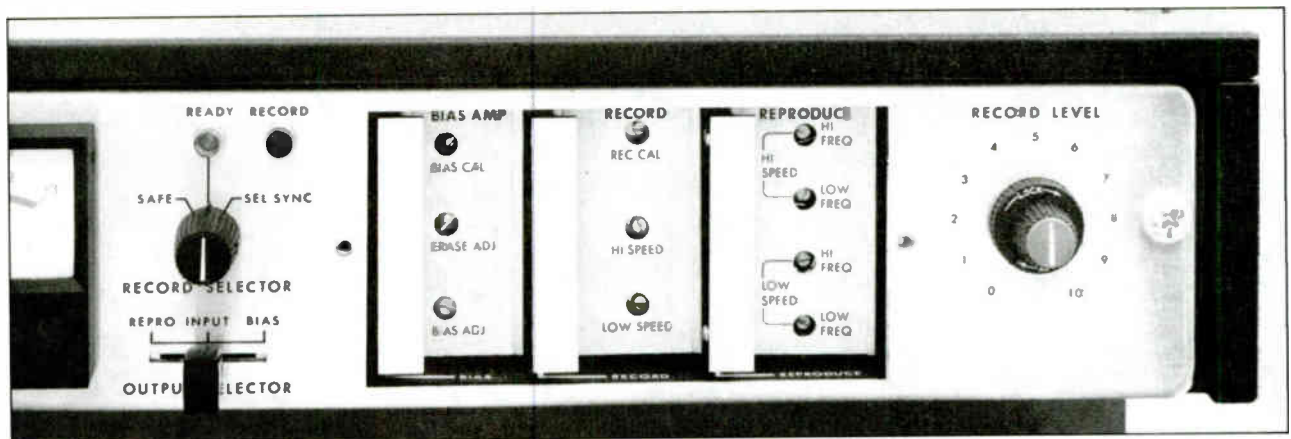 READY RECORD
SAFE SEL SYNC
RECORD SELECTOR
REPRO INPUT BIAS
OUTPUT SELECTOR
BIAS AMP
BIAS CAL
ERASE ADJ
BIAS ADJ
RECORD
REC CAL
HI SPEED
LOW SPEED
RECORD
REPRODUCE
HI FREQ
HI SPEED
LOW FREQ
HI FREQ
LOW SPEED
LOW FREQ
REPRODUCE
RECORD LEVEL
0 1 2 3 4 5 6 7 8 9 10